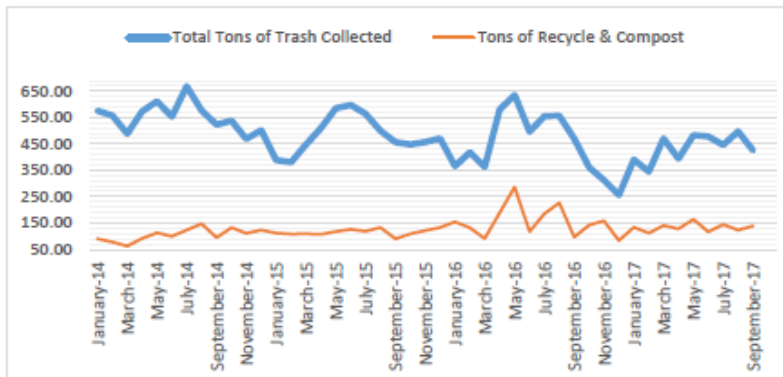 Total Tons of Trash Collected Tons of Recycle & Compost
650.00
550.00
450.00
350.00
250.00
150.00
50.00
January-14
March-14
May-14
July-14
September-14
November-14
January-15
March-15
May-15
July-15
September-15
November-15
January-16
March-16
May-16
July-16
September-16
November-16
January-17
March-17
May-17
July-17
September-17